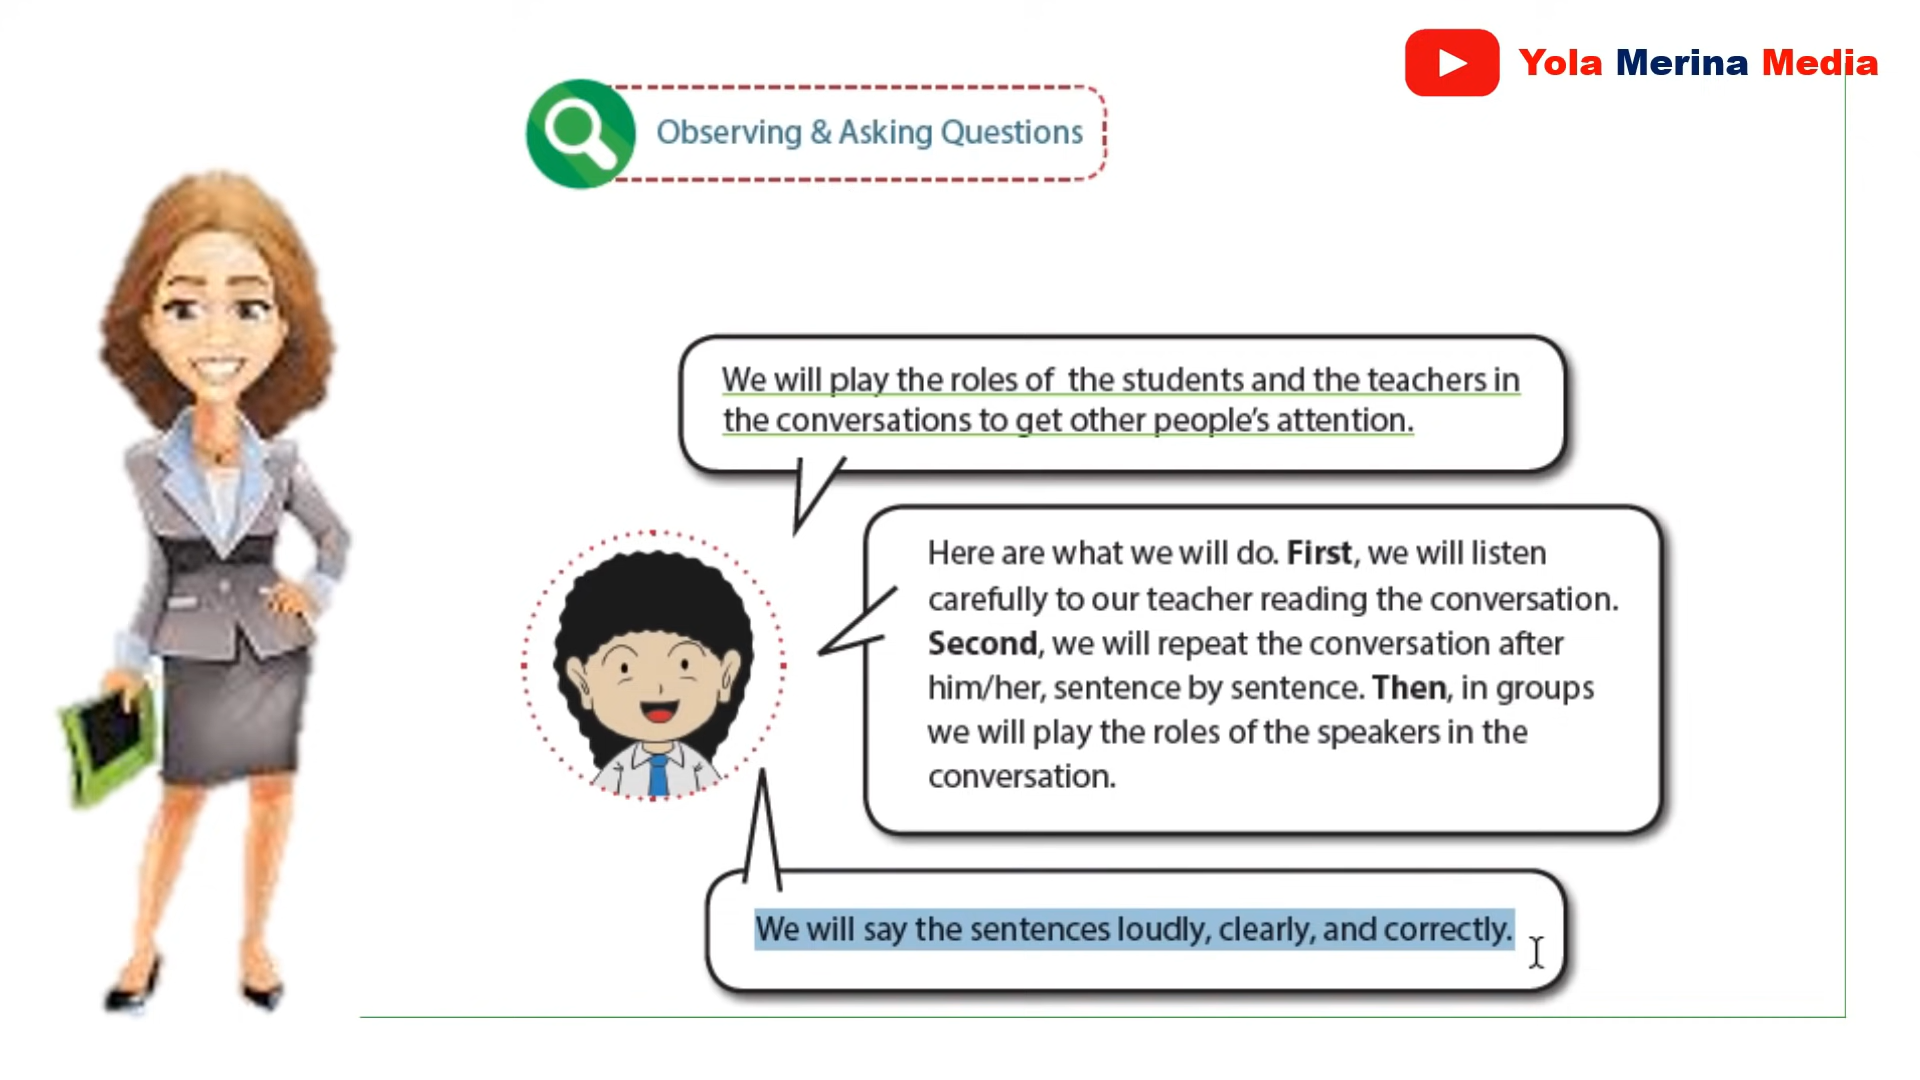 Yola Merina Media
Observing & Asking Questions
We will play the roles of the students and the teachers in
the conversations to get other people's attention.
Here are what we will do. First, we will listen
carefully to our teacher reading the conversation.
Second, we will repeat the conversation after
him/her, sentence by sentence. Then, in groups
we will play the roles of the speakers in the
conversation.
We will say the sentences loudly, clearly, and correctly.